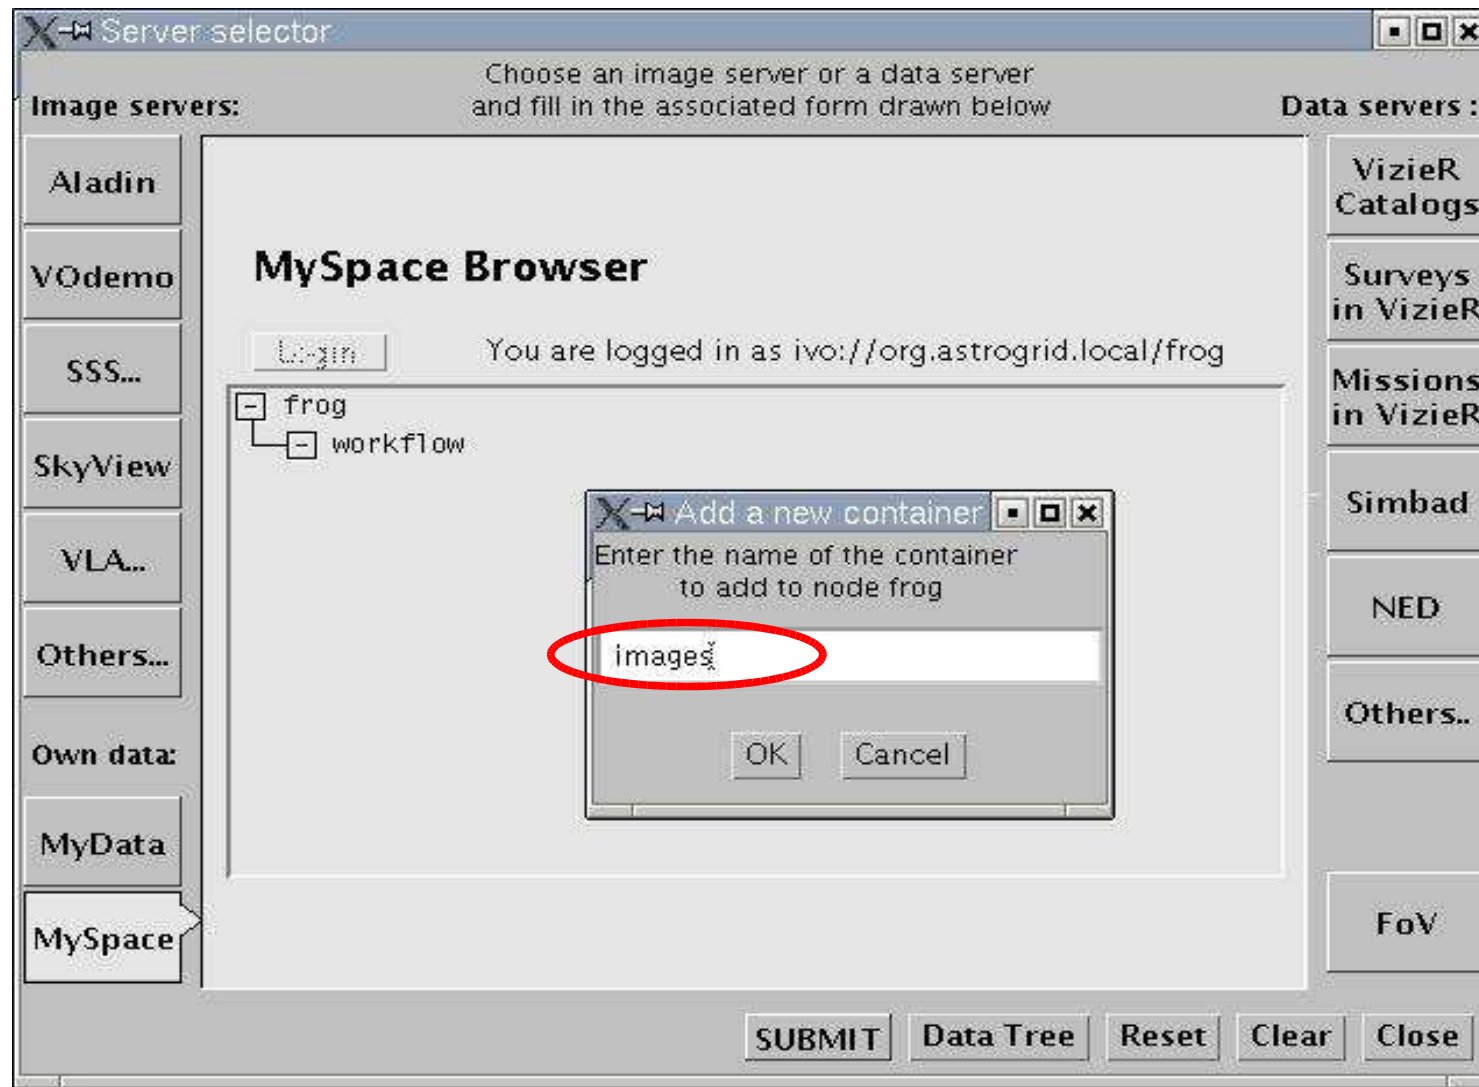 Server selector
Choose an image server or a data server
and fill in the associated form drawn below
Image servers:
Data servers :
Aladin
VOdemo
SSS...
SkyView
VLA...
Others...
Own data:
MyData
MySpace
MySpace Browser
Login
You are logged in as ivo://org.astrogrid.local/frog
frog
workflow
Add a new container
Enter the name of the container
to add to node frog
images
OK
Cancel
VizieR
Catalogs
Surveys
in VizieR
Missions
in VizieR
Simbad
NED
Others..
FoV
SUBMIT
Data Tree
Reset
Clear
Close